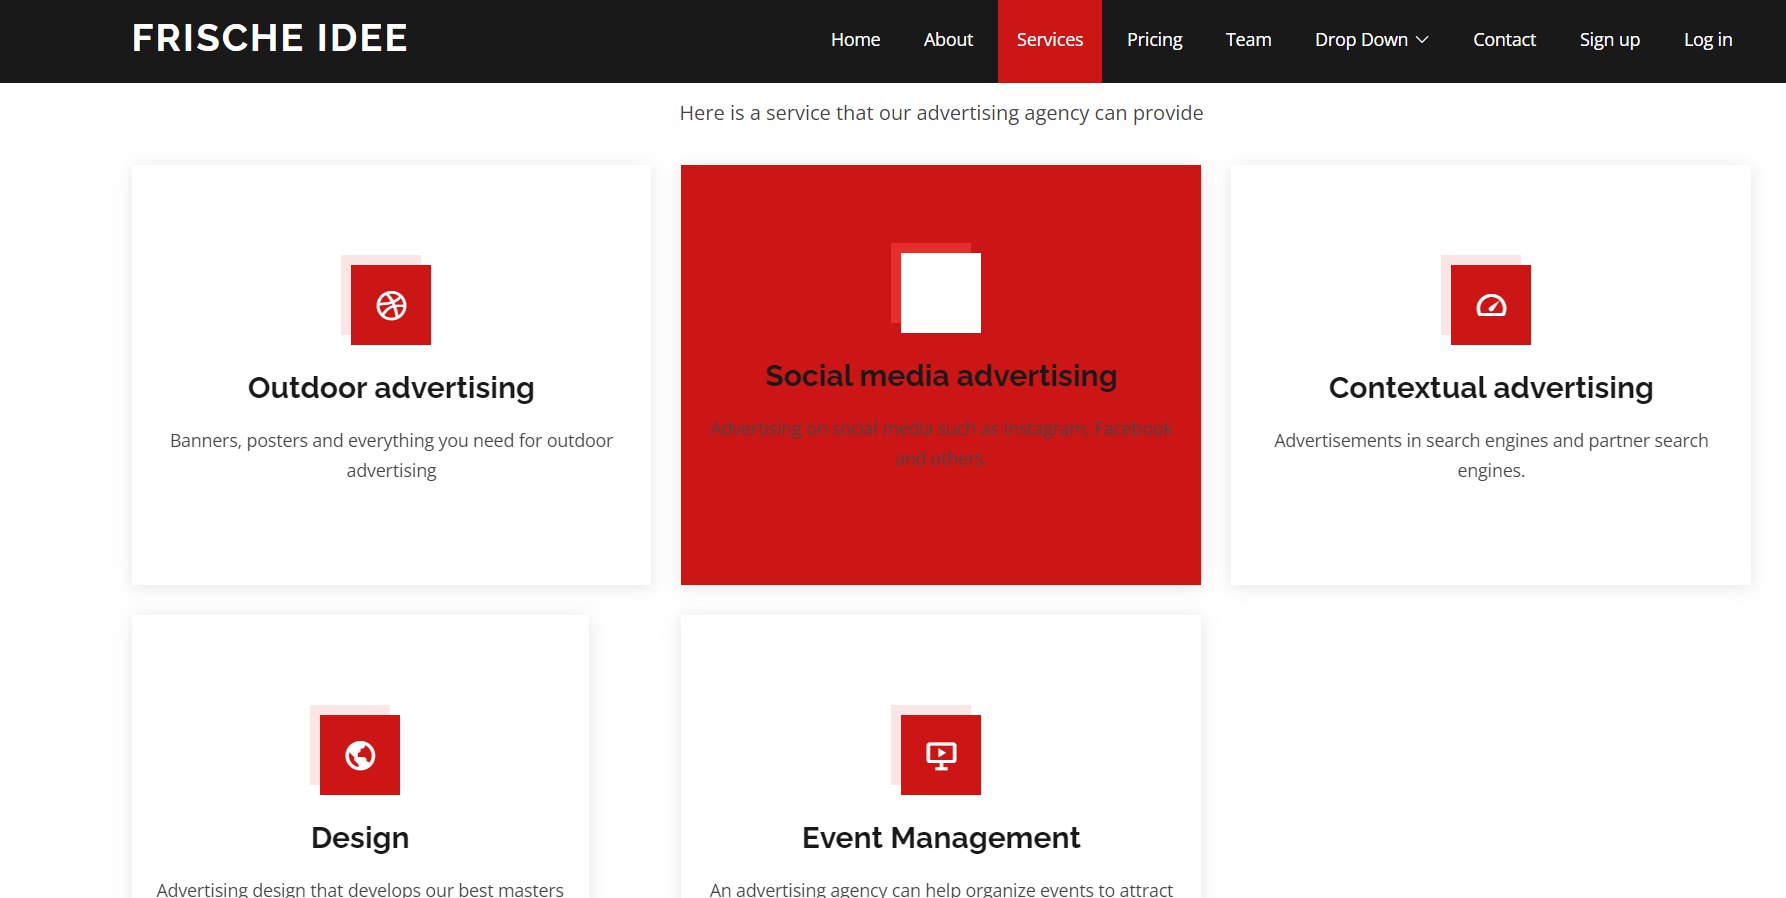 FRISCHE IDEE
Home About Services Pricing Team Drop Down Contact Sign up Log in
Here is a service that our advertising agency can provide
Outdoor advertising
Banners, posters and everything you need for outdoor
advertising
Social media advertising
Advertising on social media such as Instagram, Facebook
and others.
Contextual advertising
Advertisements in search engines and partner search
engines.
Design
Advertising design that develops our best masters
Event Management
An advertising agency can help organize events to attract